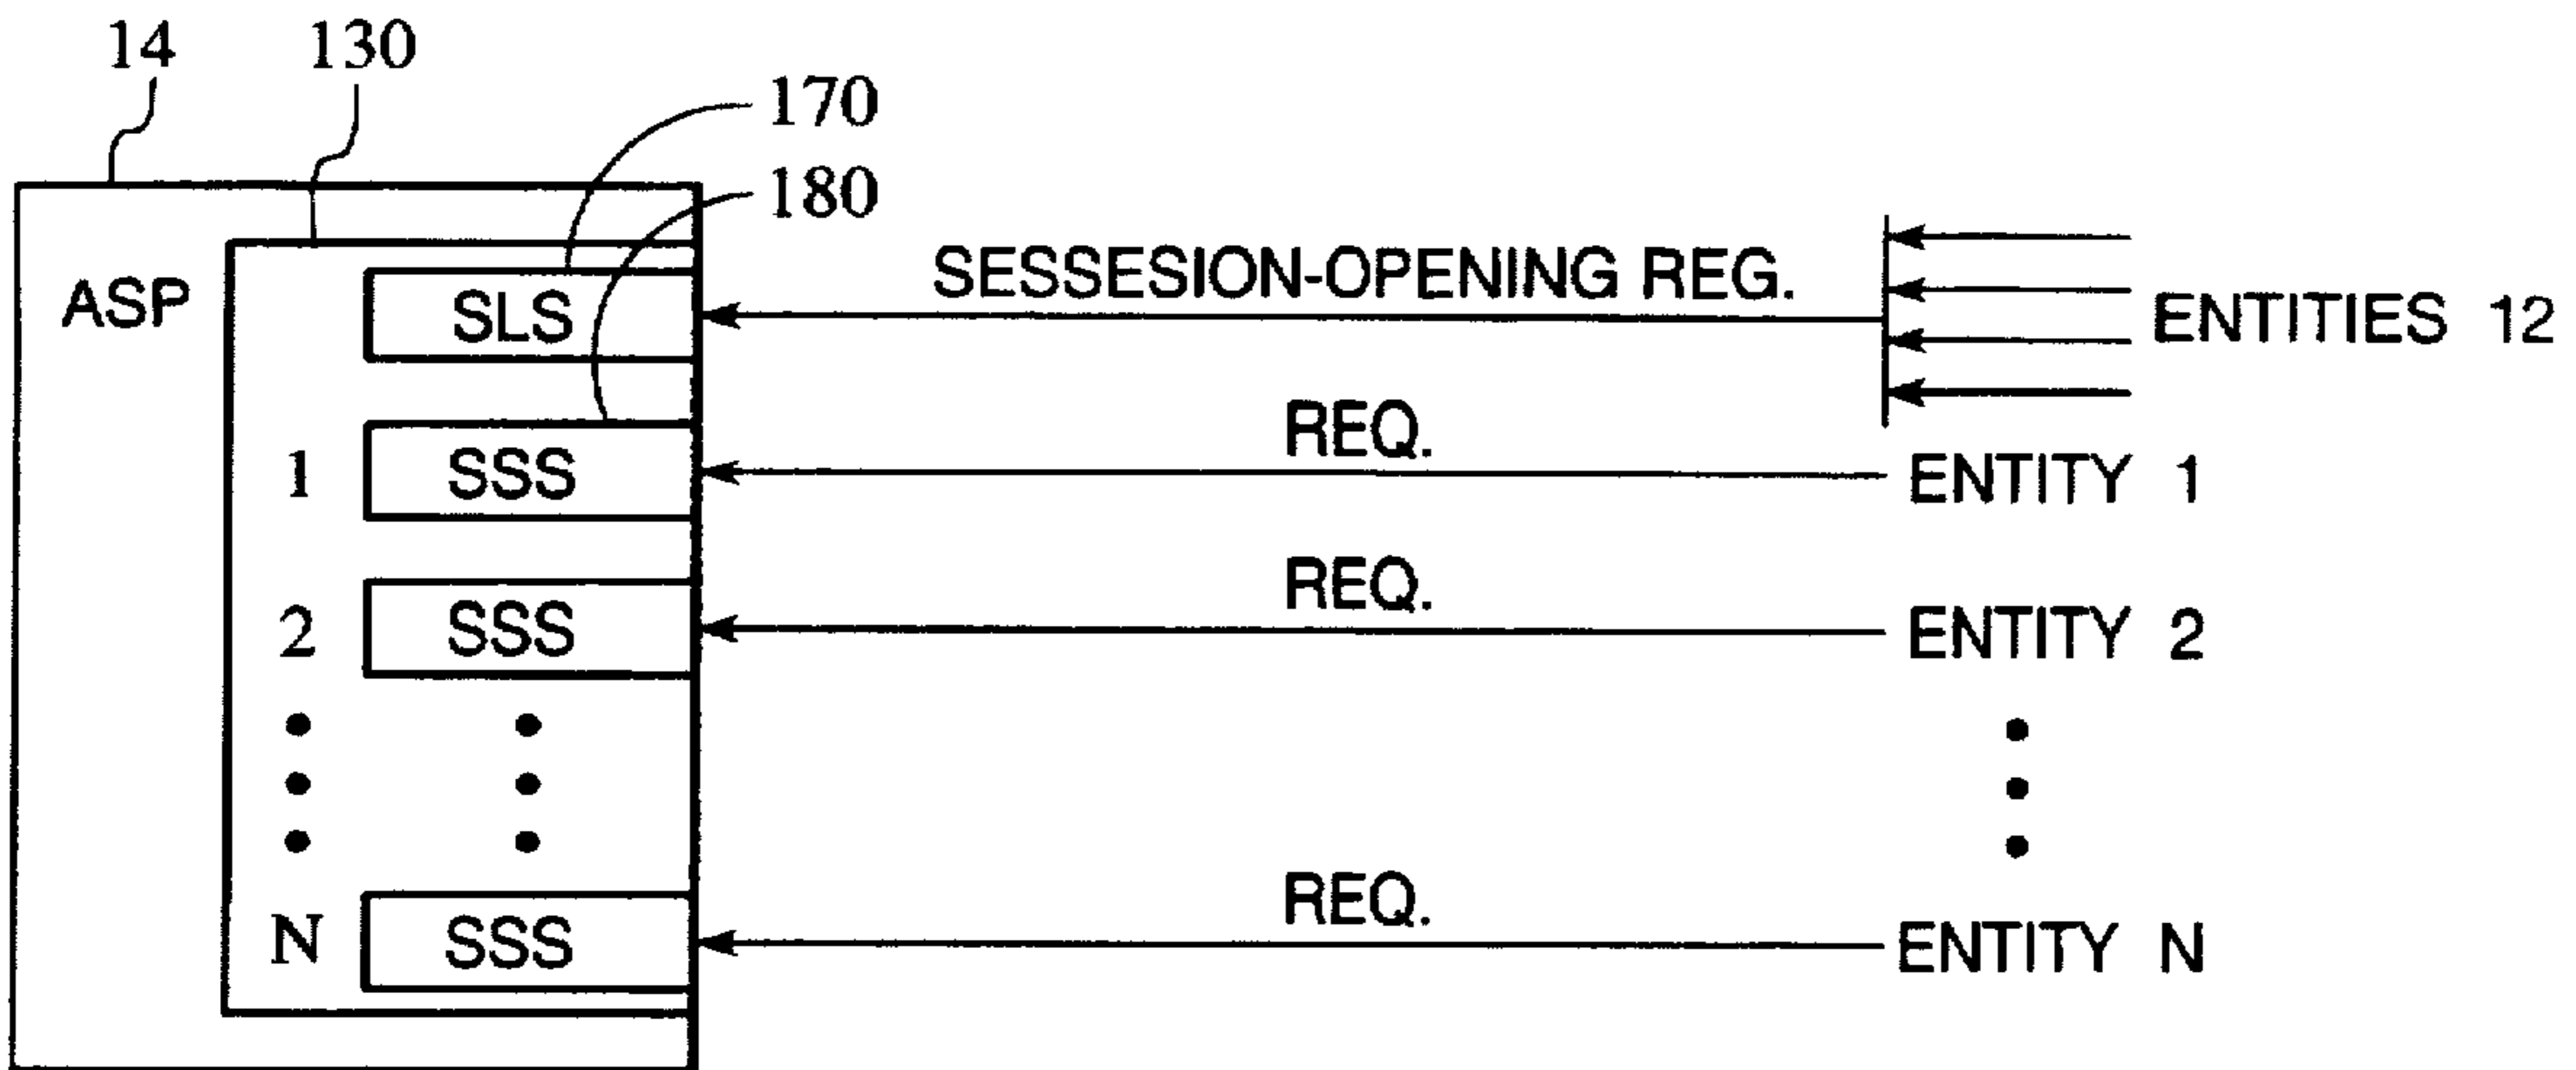 14
130
170
180
ASP
SLS
SESSESION-OPENING REG.
ENTITIES 12
1
SSS
REQ.
ENTITY 1
2
SSS
REQ.
ENTITY 2
N
SSS
REQ.
ENTITY N